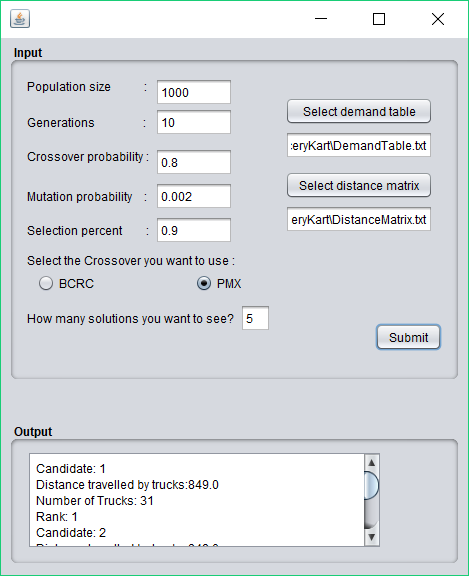 Input
Population size : 1000
Generations : 10
Crossover probability : 0.8
Mutation probability : 0.002
Selection percent : 0.9
Select demand table
:eryKart\DemandTable.txt
Select distance matrix
eryKart\DistanceMatrix.txt
Select the Crossover you want to use :
BCRC PMX
How many solutions you want to see? 5
Submit
Output
Candidate: 1
Distance travelled by trucks:849.0
Number of Trucks: 31
Rank: 1
Candidate: 2